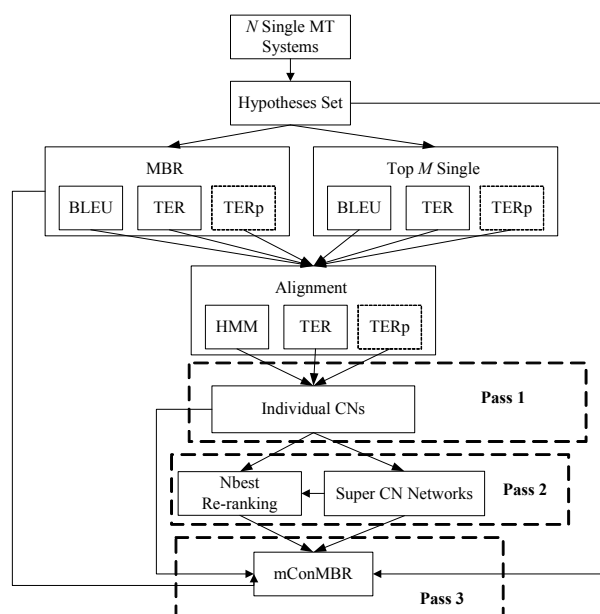 N Single MT
Systems
Hypotheses Set
MBR
BLEU
TER
TERp
Top M Single
BLEU
TER
TERp
Alignment
HMM
TER
TERp
Individual CNs
Pass 1
Nbest
Re-ranking
Super CN Networks
Pass 2
mConMBR
Pass 3